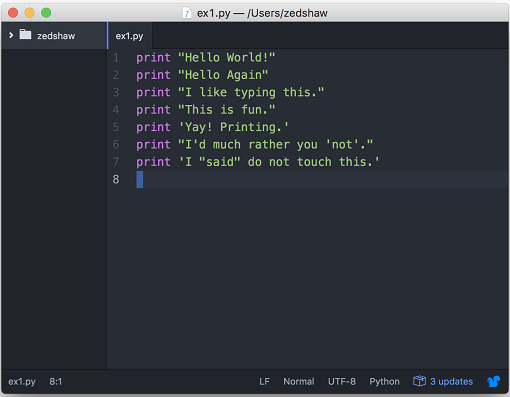 ex1.py — /Users/zedshaw
zedshaw
ex1.py
1 print "Hello World!"
2 print "Hello Again"
3 print "I like typing this."
4 print "This is fun."
5 print 'Yay! Printing.'
6 print "I'd much rather you 'not'."
7 print 'I "said" do not touch this.'
8
ex1.py 8:1 LF Normal UTF-8 Python 3 updates